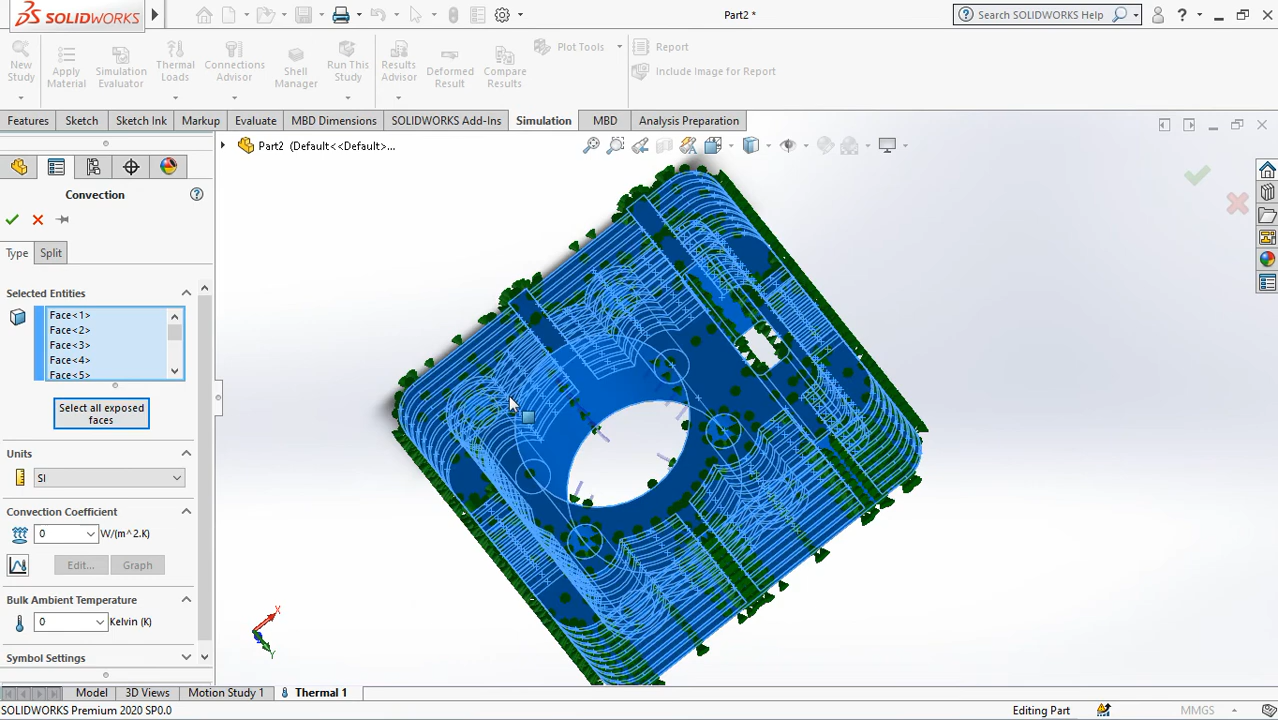 SOLIDWORKS
Part2 *
Search SOLIDWORKS Help
?
New Study
Apply Material
Simulation Evaluator
Thermal Loads
Connections Advisor
Shell Manager
Run This Study
Results Advisor
Deformed Result
Compare Results
Plot Tools
Report
Include Image for Report
Features
Sketch
Sketch Ink
Markup
Evaluate
MBD Dimensions
SOLIDWORKS Add-Ins
Simulation
MBD
Analysis Preparation
Part2 (Default<<Default>...
Convection
?
Type
Split
Selected Entities
Face<1>
Face<2>
Face<3>
Face<4>
Face<5>
Select all exposed
faces
Units
SI
Convection Coefficient
0
W/(m^2.K)
Edit...
Graph
Bulk Ambient Temperature
0
Kelvin (K)
Symbol Settings
X
Y
Model
3D Views
Motion Study 1
Thermal 1
SOLIDWORKS Premium 2020 SP0.0
Editing Part
MMGS